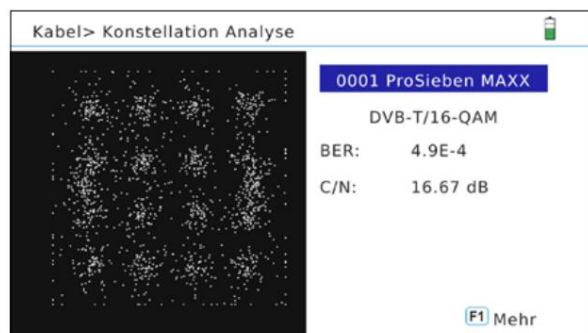 Kabel> Konstellation Analyse
0001 ProSieben MAXX
DVB-T/16-QAM
BER: 4.9E-4
C/N: 16.67 dB
F1 Mehr